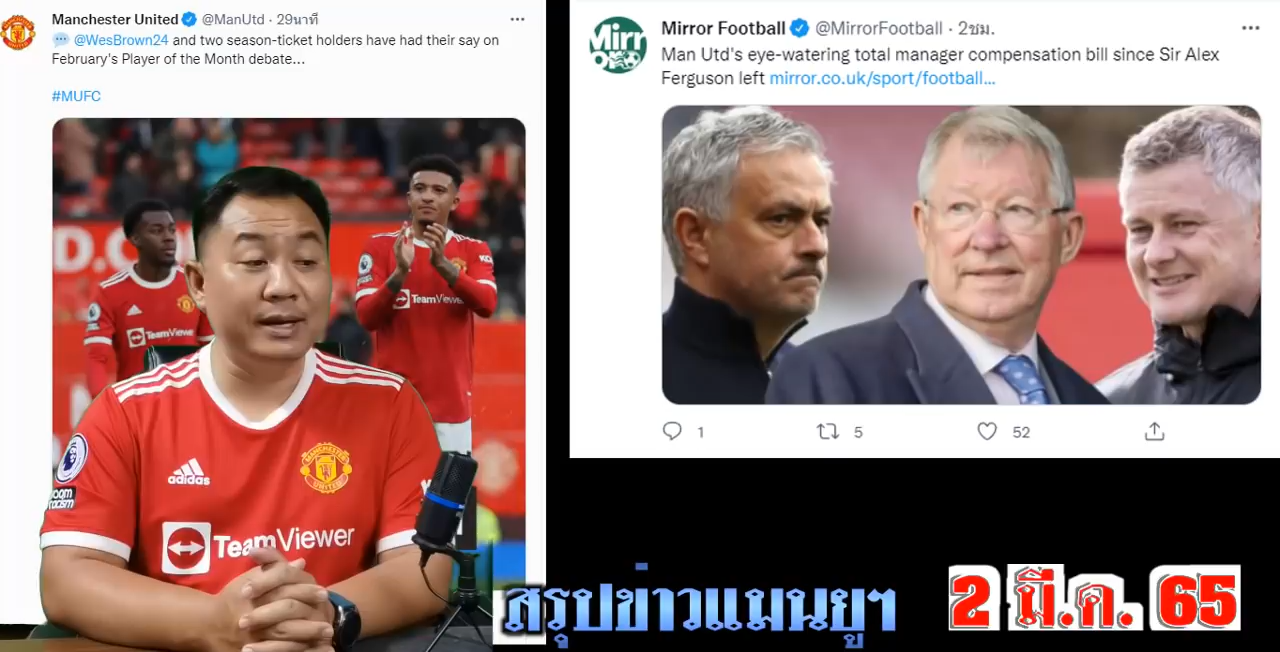 Manchester United @ManUtd · 29นาที
💬 @WesBrown24 and two season-ticket holders have had their say on
February's Player of the Month debate...
#MUFC
D.CO
TeamViewer
TeamViewer
adidas
MANCHESTER
UNITED
TeamViewer
Mirror Football @MirrorFootball · 2ชม.
Man Utd's eye-watering total manager compensation bill since Sir Alex
Ferguson left mirror.co.uk/sport/football...
1 5 52
สรุปข่าวแมนยูฯ
2 มี.ค. 65